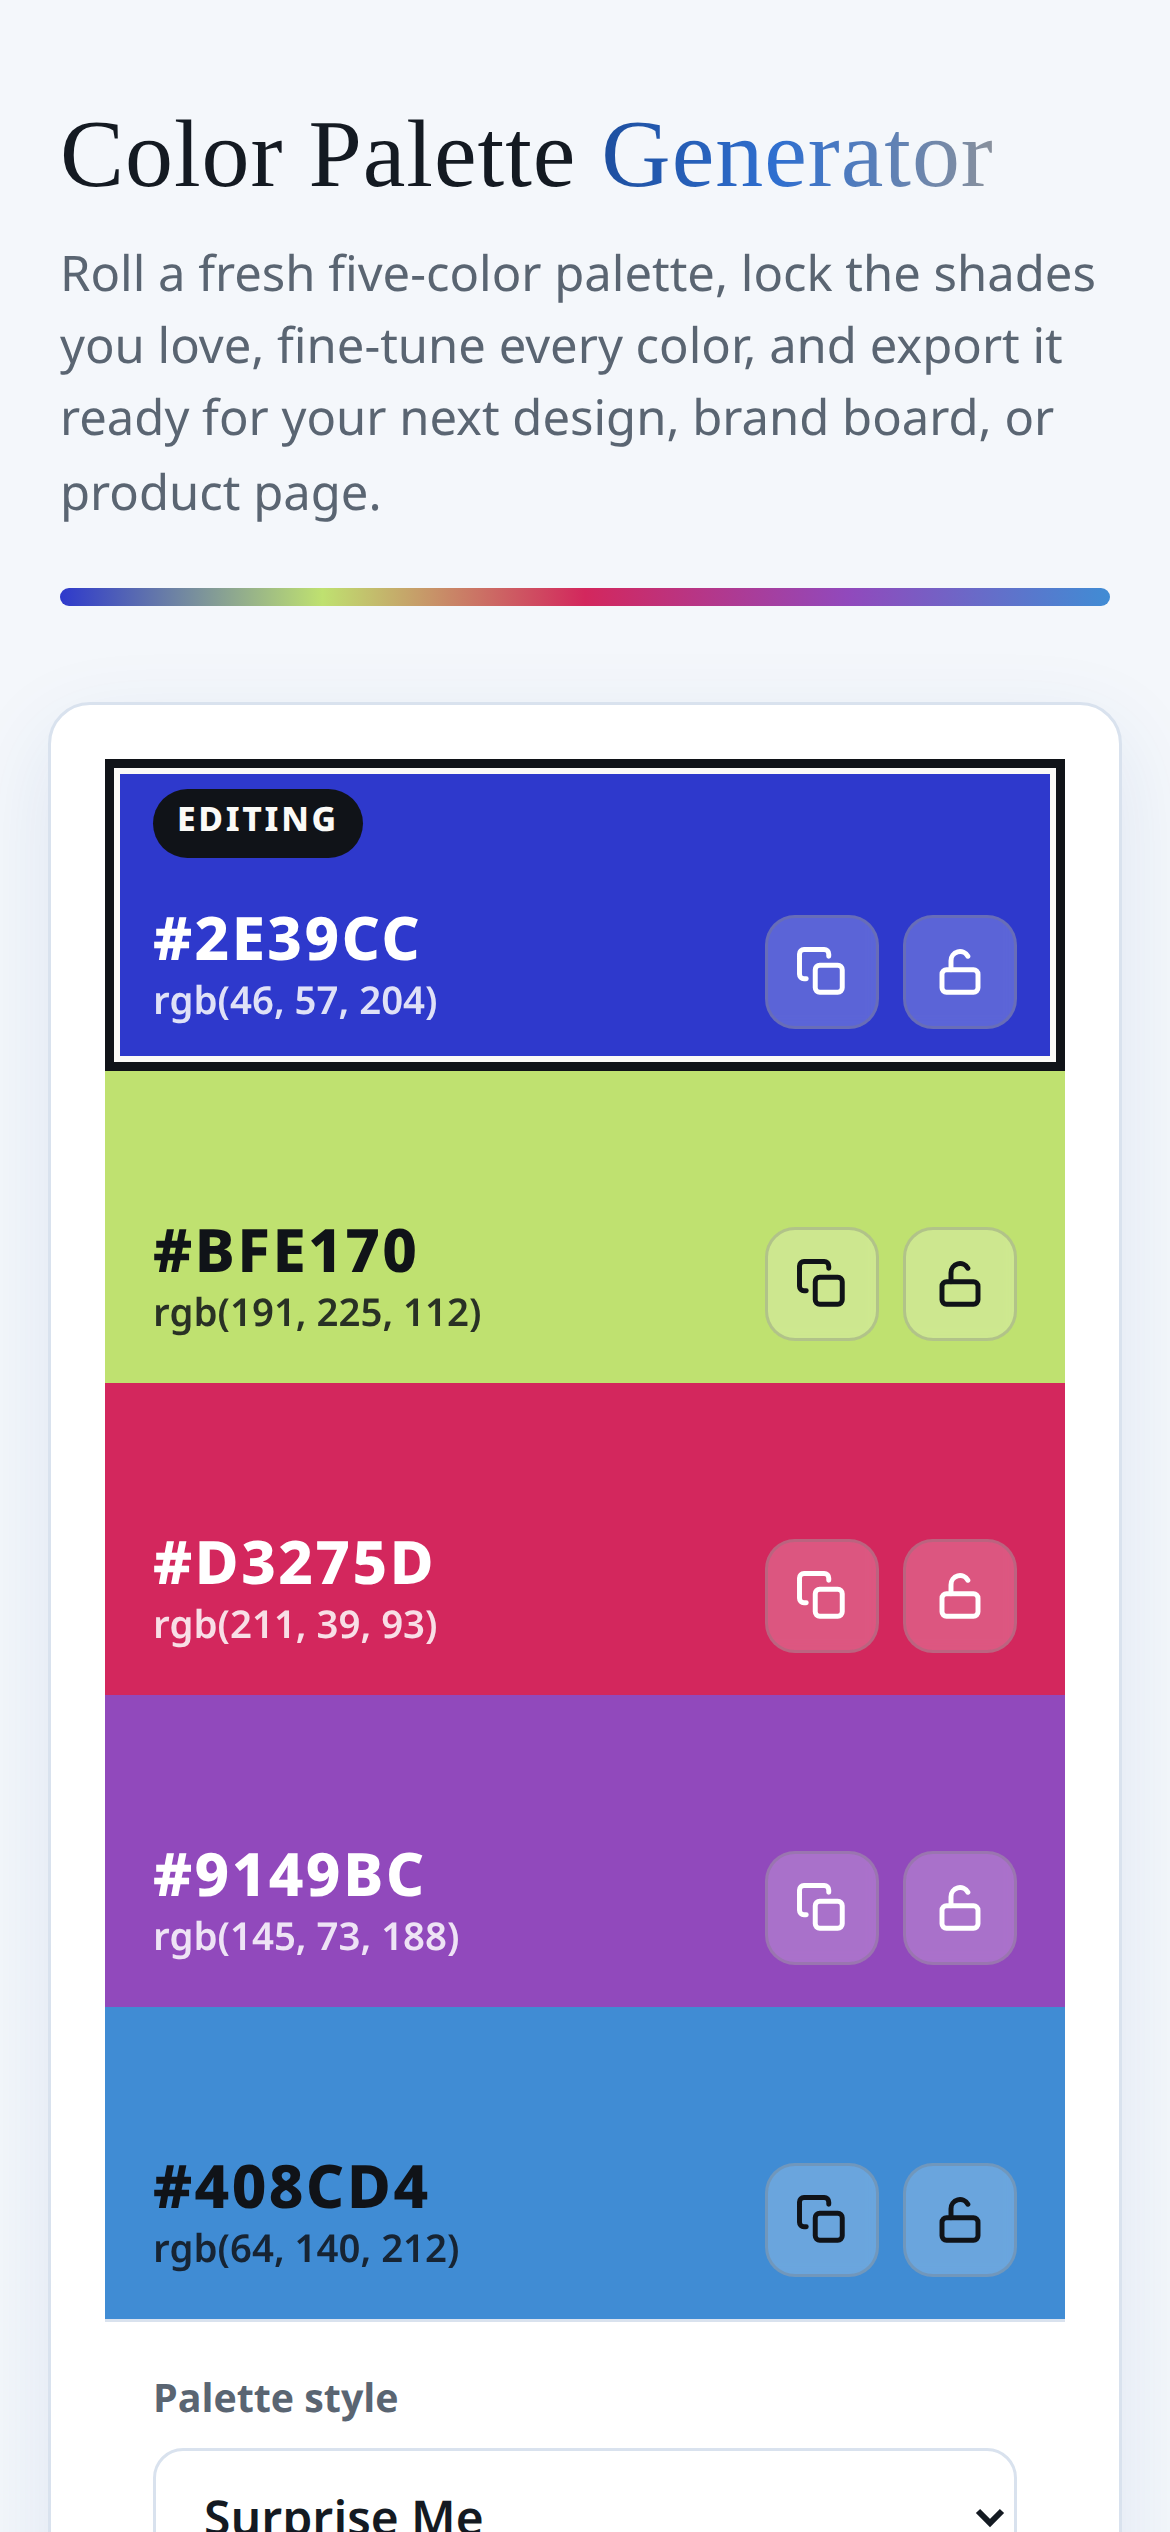 Color Palette Generator
Roll a fresh five-color palette, lock the shades
you love, fine-tune every color, and export it
ready for your next design, brand board, or
product page.
EDITING
#2E39CC
rgb(46, 57, 204)
#BFE170
rgb(191, 225, 112)
#D3275D
rgb(211, 39, 93)
#9149BC
rgb(145, 73, 188)
#408CD4
rgb(64, 140, 212)
Palette style
Surprise Me